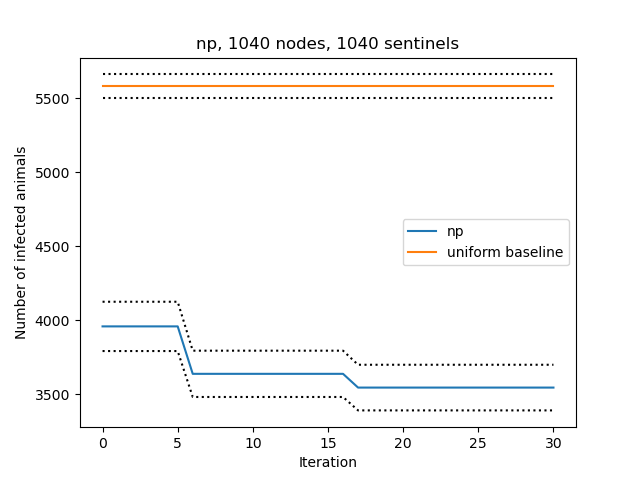 np, 1040 nodes, 1040 sentinels
Number of infected animals
5500
5000
4500
4000
3500
np
uniform baseline
0 5 10 15 20 25 30
Iteration